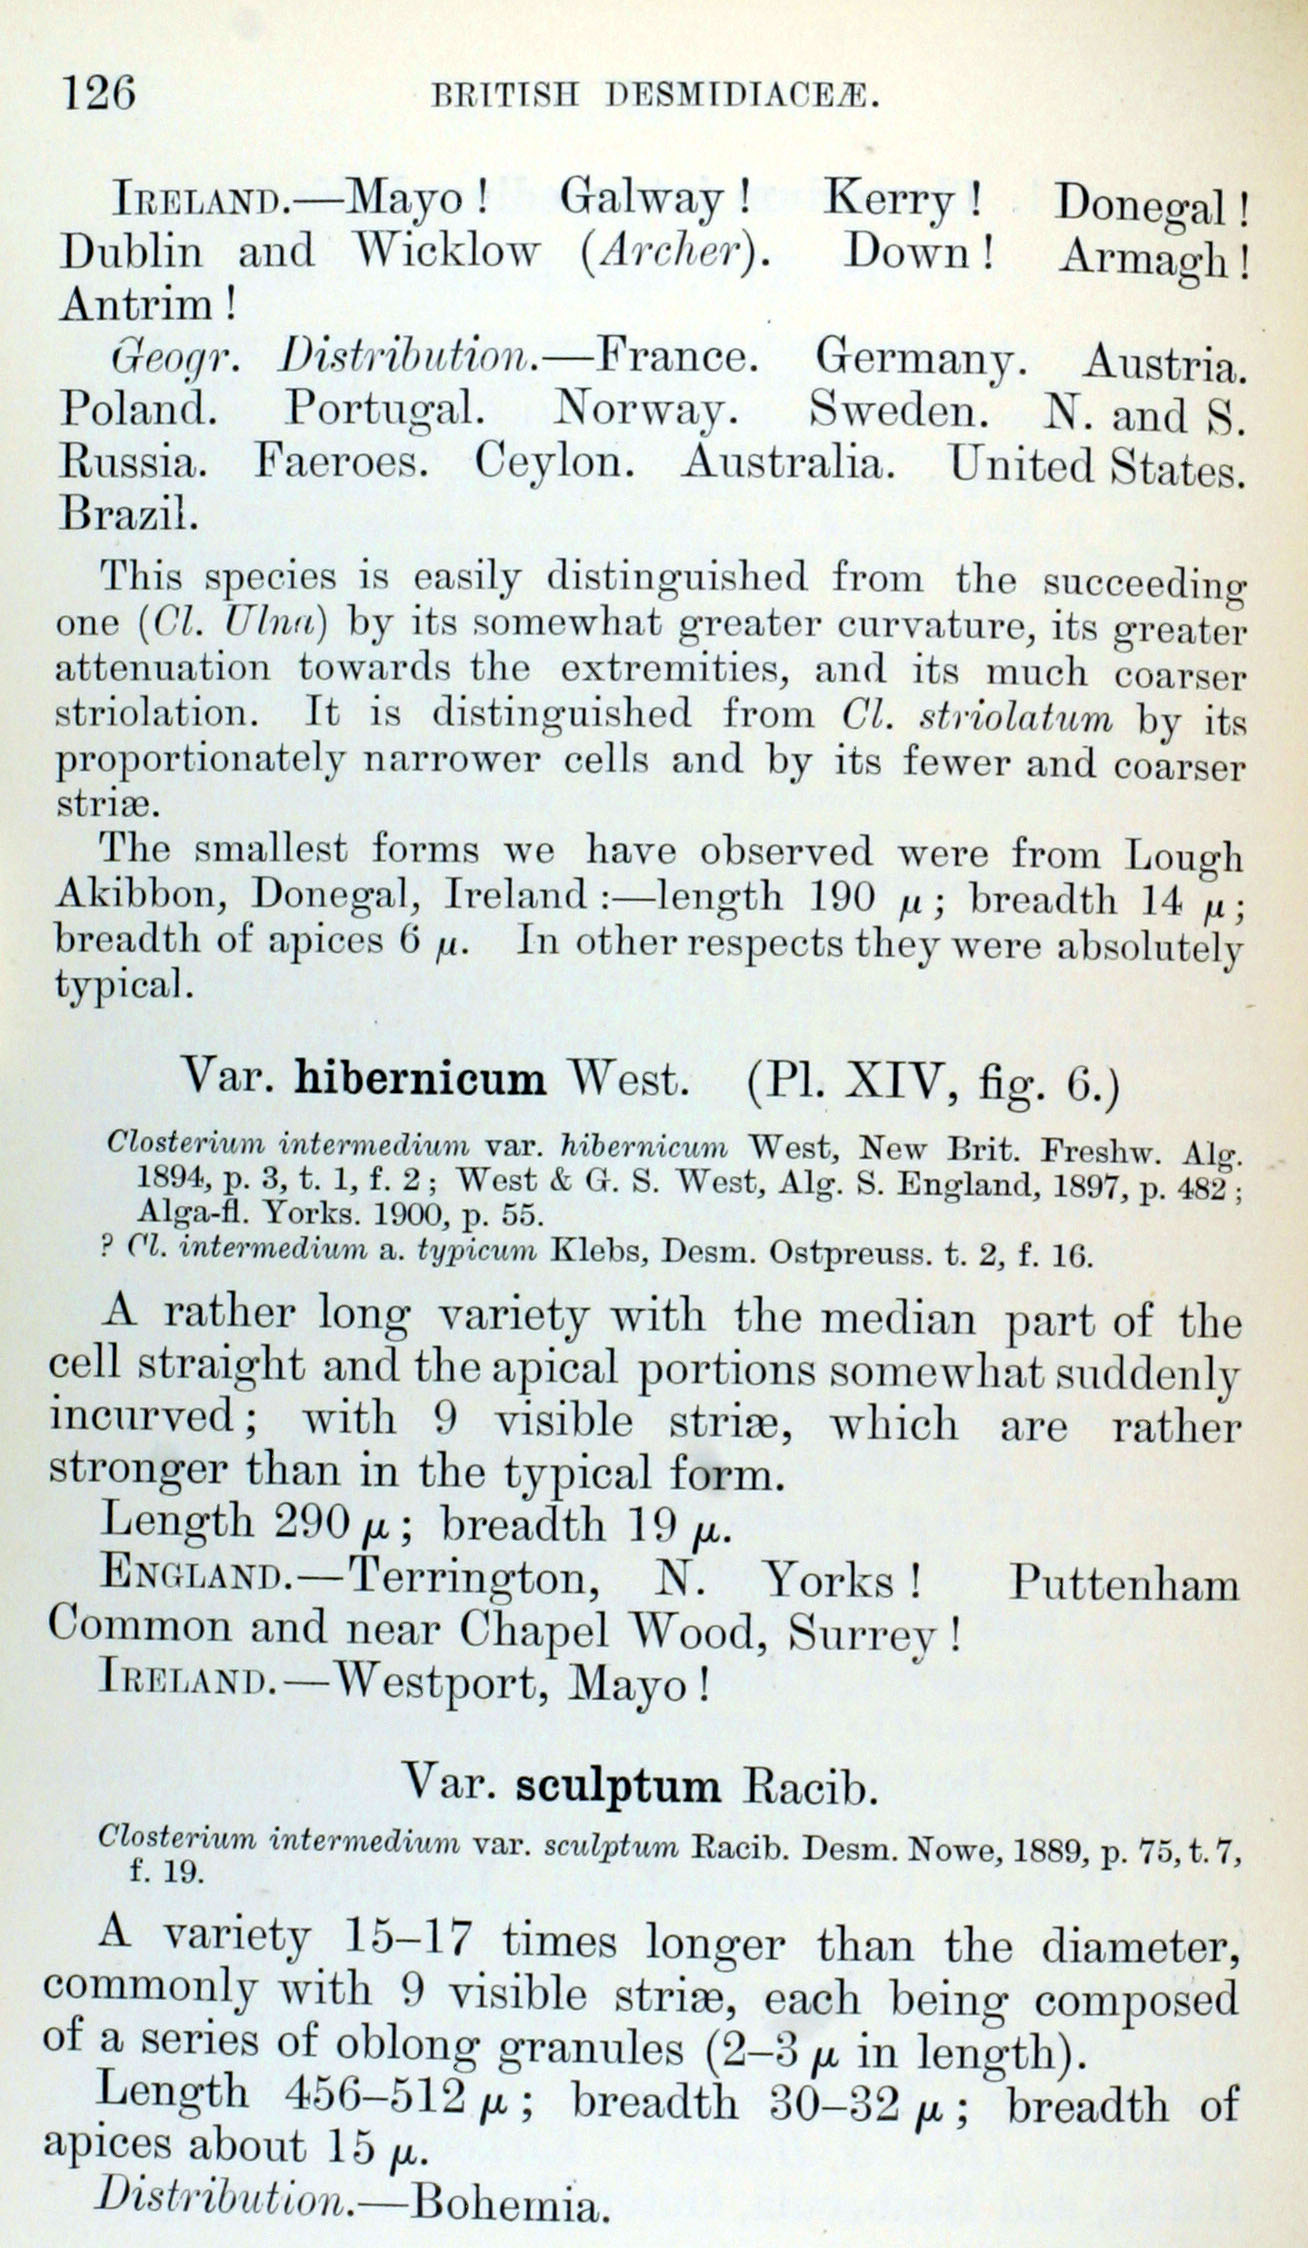 126 BRITISH DESMIDIACEÆ.
IRELAND.—Mayo ! Galway ! Kerry ! Donegal !
Dublin and Wicklow (Archer). Down ! Armagh !
Antrim !
Geogr. Distribution.—France. Germany. Austria.
Poland. Portugal. Norway. Sweden. N. and S.
Russia. Faeroes. Ceylon. Australia. United States.
Brazil.
This species is easily distinguished from the succeeding
one (Cl. Ulna) by its somewhat greater curvature, its greater
attenuation towards the extremities, and its much coarser
striolation. It is distinguished from Cl. striolatum by its
proportionately narrower cells and by its fewer and coarser
striæ.
The smallest forms we have observed were from Lough
Akibbon, Donegal, Ireland :—length 190 μ ; breadth 14 μ ;
breadth of apices 6 μ. In other respects they were absolutely
typical.
Var. hibernicum West. (Pl. XIV, fig. 6.)
Closterium intermedium var. hibernicum West, New Brit. Freshw. Alg.
1894, p. 3, t. 1, f. 2 ; West & G. S. West, Alg. S. England, 1897, p. 482 ;
Alga-fl. Yorks. 1900, p. 55.
? Cl. intermedium a. typicum Klebs, Desm. Ostpreuss. t. 2, f. 16.
A rather long variety with the median part of the
cell straight and the apical portions somewhat suddenly
incurved ; with 9 visible striæ, which are rather
stronger than in the typical form.
Length 290 μ ; breadth 19 μ.
ENGLAND.—Terrington, N. Yorks ! Puttenham
Common and near Chapel Wood, Surrey !
IRELAND.—Westport, Mayo !
Var. sculptum Racib.
Closterium intermedium var. sculptum Racib. Desm. Nowe, 1889, p. 75, t. 7,
f. 19.
A variety 15–17 times longer than the diameter,
commonly with 9 visible striæ, each being composed
of a series of oblong granules (2–3 μ in length).
Length 456–512 μ ; breadth 30–32 μ ; breadth of
apices about 15 μ.
Distribution.—Bohemia.